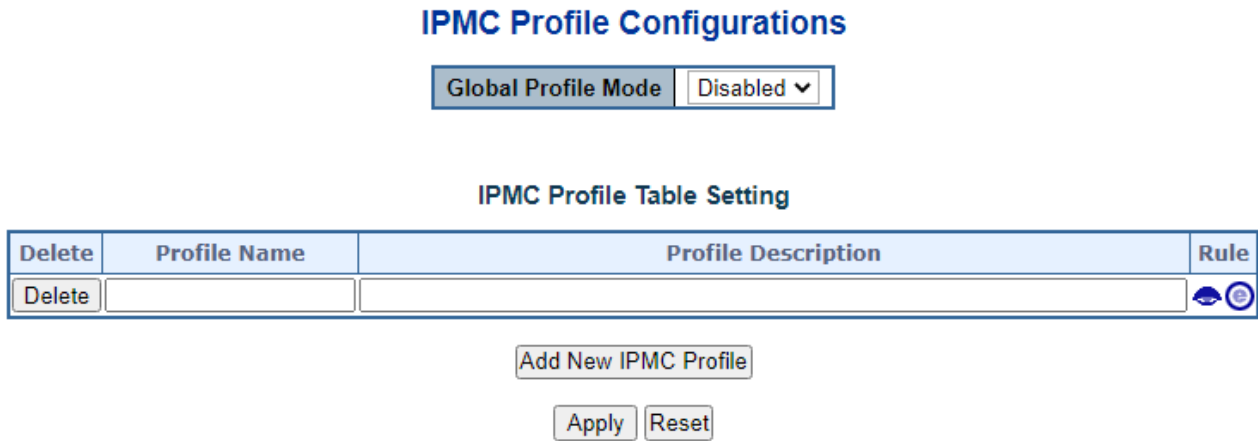 IPMC Profile Configurations
Global Profile Mode Disabled
IPMC Profile Table Setting
Delete Profile Name Profile Description Rule
Delete e
Add New IPMC Profile
Apply Reset